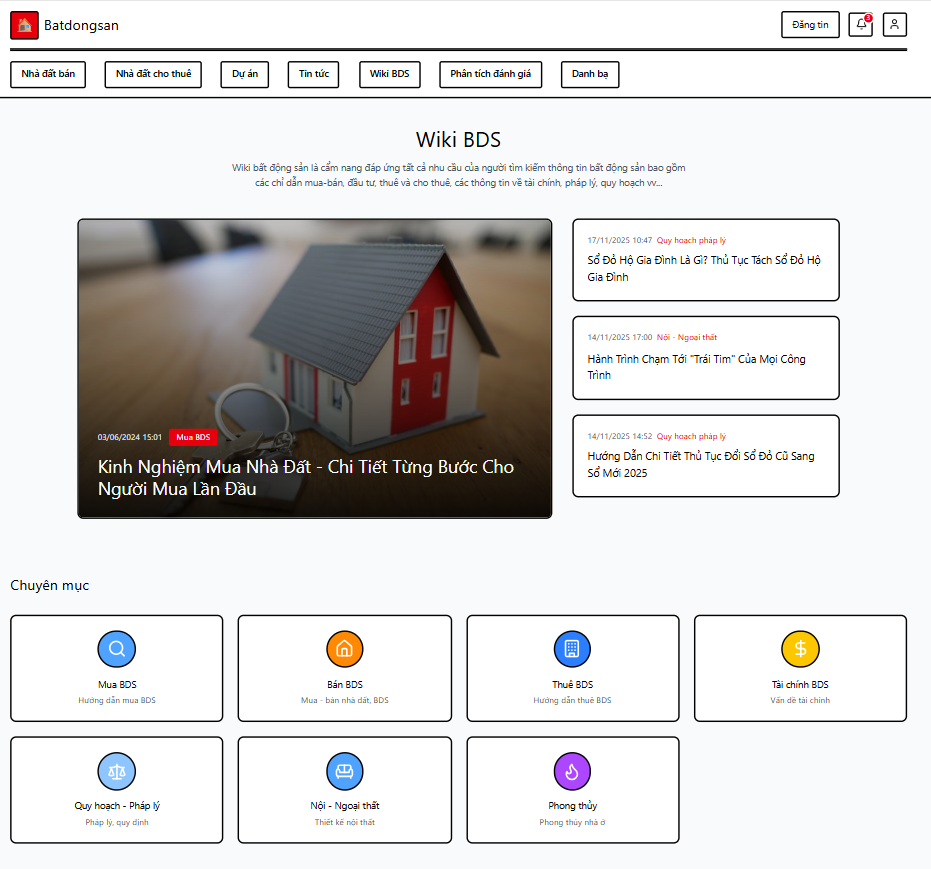 Batdongsan
Đăng tin
3
Nhà đất bán
Nhà đất cho thuê
Dự án
Tin tức
Wiki BDS
Phân tích đánh giá
Danh bạ
Wiki BDS
Wiki bất động sản là cẩm nang đáp ứng tất cả nhu cầu của người tìm kiếm thông tin bất động sản bao gồm
các chỉ dẫn mua-bán, đầu tư, thuê và cho thuê, các thông tin về tài chính, pháp lý, quy hoạch vv...
03/06/2024 15:01 Mua BDS
Kinh Nghiệm Mua Nhà Đất - Chi Tiết Từng Bước Cho
Người Mua Lần Đầu
17/11/2025 10:47 Quy hoạch pháp lý
Sổ Đỏ Hộ Gia Đình Là Gì? Thủ Tục Tách Sổ Đỏ Hộ
Gia Đình
14/11/2025 17:00 Nội - Ngoại thất
Hành Trình Chạm Tới "Trái Tim" Của Mọi Công
Trình
14/11/2025 14:52 Quy hoạch pháp lý
Hướng Dẫn Chi Tiết Thủ Tục Đổi Sổ Đỏ Cũ Sang
Sổ Mới 2025
Chuyên mục
Mua BDS
Hướng dẫn mua BDS
Bán BDS
Mua - bán nhà đất, BDS
Thuê BDS
Hướng dẫn thuê BDS
Tài chính BDS
Vấn đề tài chính
Quy hoạch - Pháp lý
Pháp lý, quy định
Nội - Ngoại thất
Thiết kế nội thất
Phong thủy
Phong thủy nhà ở